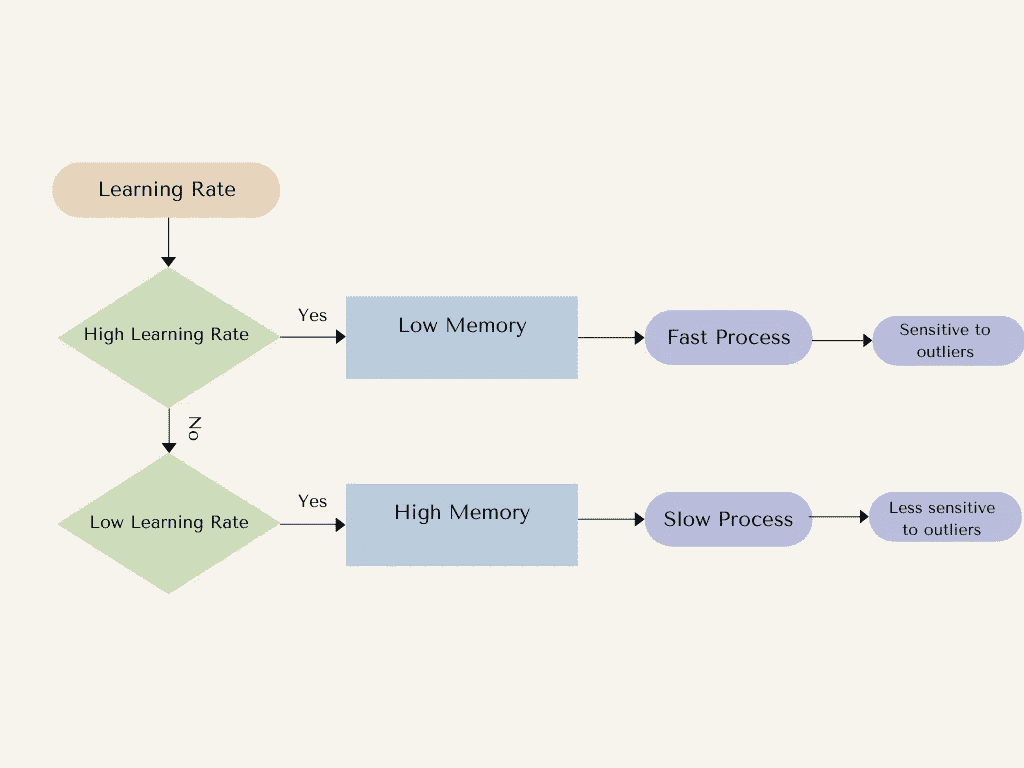 Learning Rate
High Learning Rate
Yes
Low Memory
Fast Process
Sensitive to
outliers
No
Low Learning Rate
Yes
High Memory
Slow Process
Less sensitive
to outliers